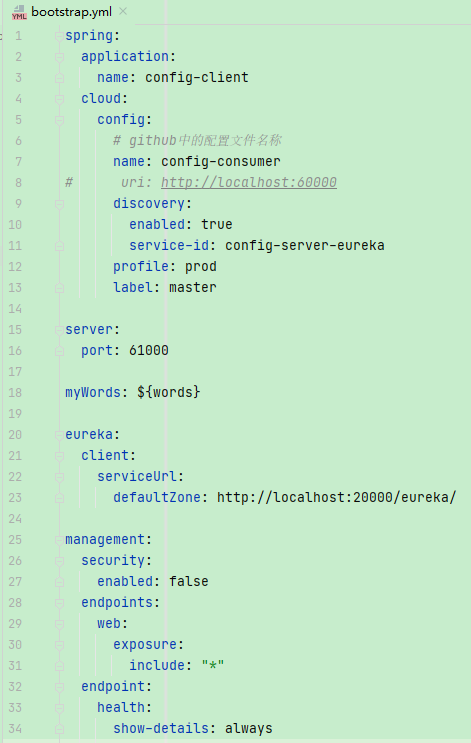 bootstrap.yml
1 spring:
2   application:
3     name: config-client
4   cloud:
5     config:
6       # github中的配置文件名称
7       name: config-consumer
8 #      uri: http://localhost:60000
9       discovery:
10         enabled: true
11         service-id: config-server-eureka
12       profile: prod
13       label: master
14
15 server:
16   port: 61000
17
18 myWords: ${words}
19
20 eureka:
21   client:
22     serviceUrl:
23       defaultZone: http://localhost:20000/eureka/
24
25 management:
26   security:
27     enabled: false
28   endpoints:
29     web:
30       exposure:
31         include: "*"
32   endpoint:
33     health:
34       show-details: always